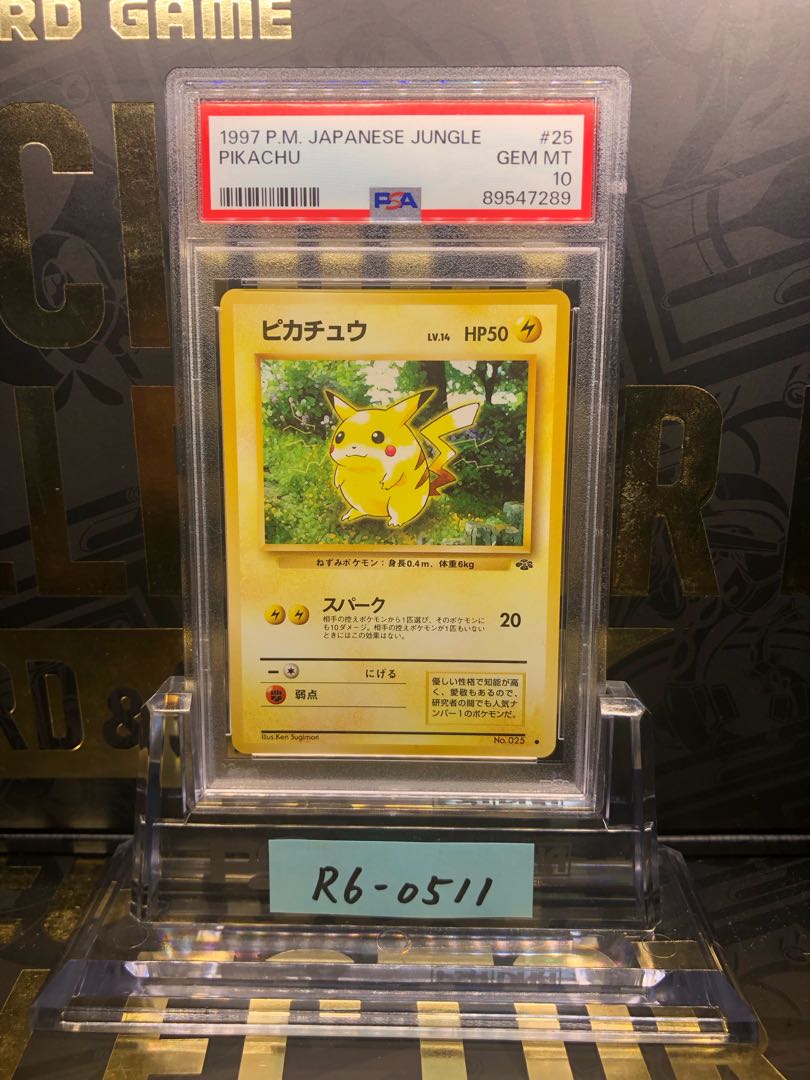 RD GAME
1997 P.M. JAPANESE JUNGLE #25
PIKACHU GEM MT
10
PSA 89547289
ピカチュウ LV.14 HP50
ねずみポケモン：身長0.4m、体重6kg
スパーク 20
相手の控えポケモンから1匹選び、そのポケモンに
も10ダメージ。相手の控えポケモンが1匹もいない
ときにはこの効果はない。
にげる
弱点
優しい性格で知能が高
く、愛敬もあるので、
研究者の間でも人気ナ
ンバー1のポケモンだ。
Illus.Ken Sugimori No.025
R6-0511